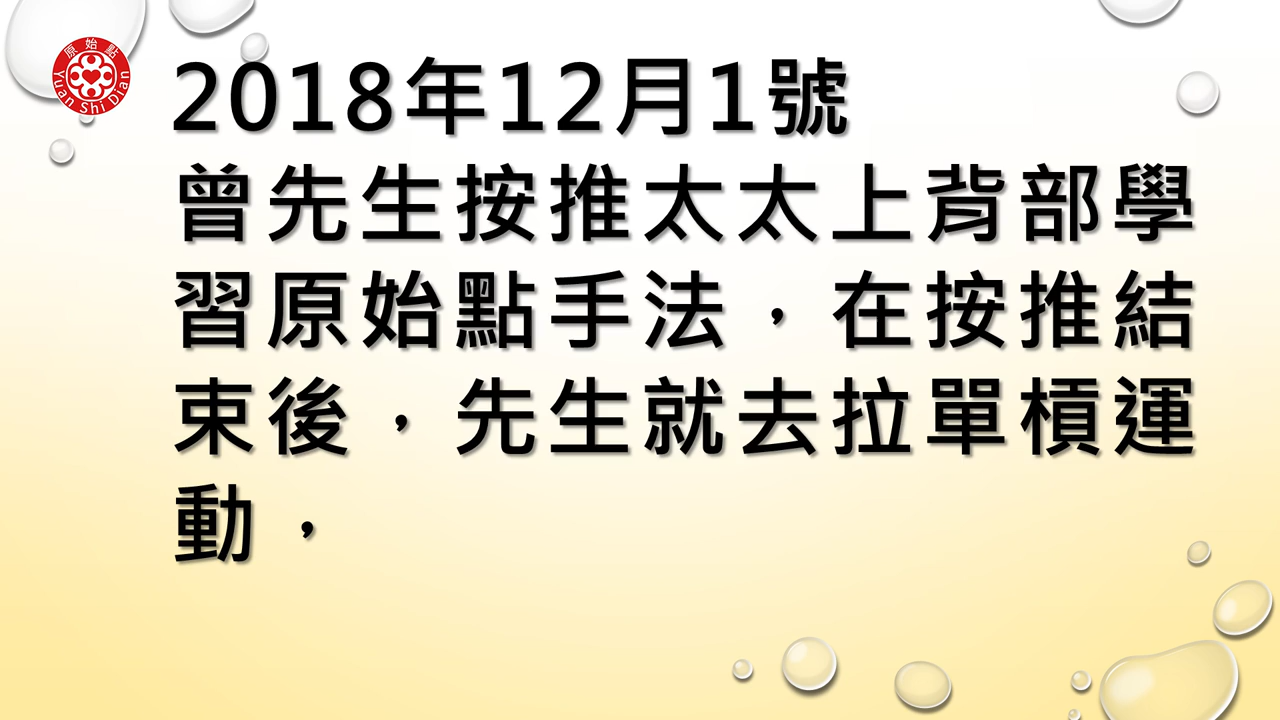 原始點
Yuan Shi Dian
2018年12月1號
曾先生按推太太上背部學
習原始點手法，在按推結
束後，先生就去拉單槓運
動，